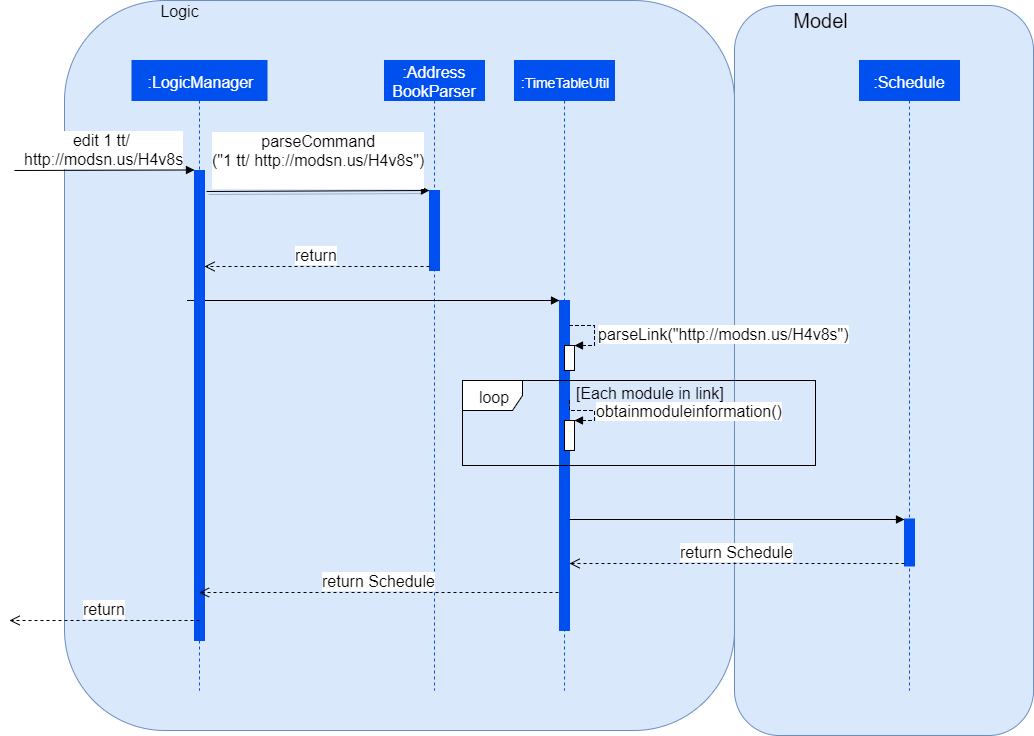 Logic
Model
:LogicManager
:Address
BookParser
:TimeTableUtil
:Schedule
edit 1 tt/
http://modsn.us/H4v8s
parseCommand
("1 tt/ http://modsn.us/H4v8s")
return
parseLink("http://modsn.us/H4v8s")
loop
[Each module in link]
obtainmoduleinformation()
return Schedule
return Schedule
return